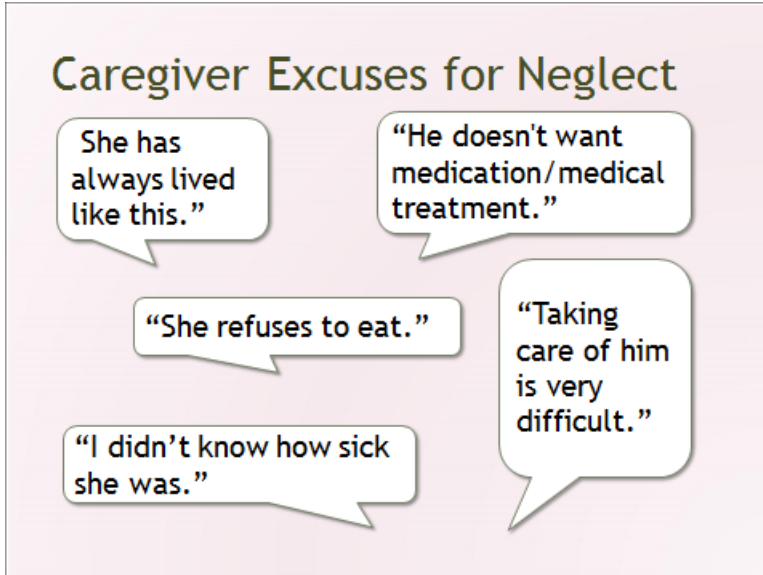 Caregiver Excuses for Neglect
She has
always lived
like this.”
“He doesn't want
medication/medical
treatment.”
“She refuses to eat.”
“Taking
care of him
is very
difficult.”
“I didn’t know how sick
she was.”